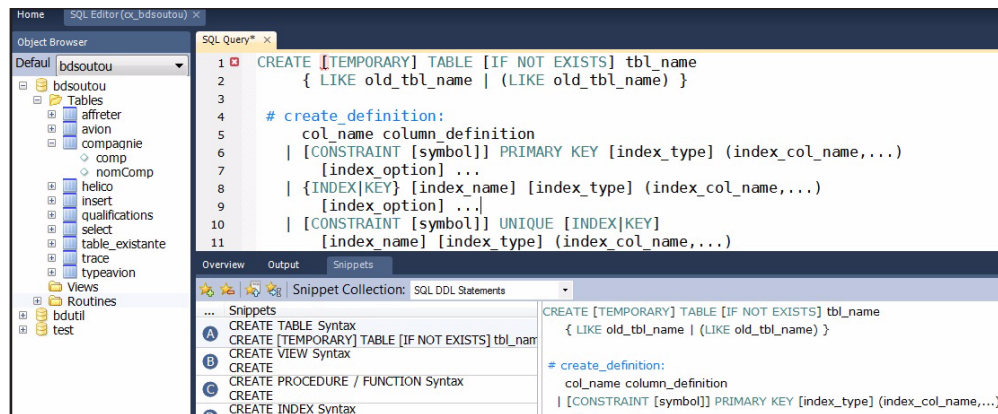 Home SQL Editor (cx_bdsoutou) ×
Object Browser
Defaul bdsoutou
bdsoutou
Tables
affreter
avion
compagnie
comp
nomComp
helico
insert
qualifications
select
table_existante
trace
typeavion
Views
Routines
bdutil
test
SQL Query* ×
1 CREATE [TEMPORARY] TABLE [IF NOT EXISTS] tbl_name
2 { LIKE old_tbl_name | (LIKE old_tbl_name) }
3
4 # create_definition:
5 col_name column_definition
6 | [CONSTRAINT [symbol]] PRIMARY KEY [index_type] (index_col_name,...)
7 [index_option] ...
8 | {INDEX|KEY} [index_name] [index_type] (index_col_name,...)
9 [index_option] ...
10 | [CONSTRAINT [symbol]] UNIQUE [INDEX|KEY]
11 [index_name] [index_type] (index_col_name,...)
Overview Output Snippets
Snippet Collection: SQL DDL Statements
... Snippets
A CREATE TABLE Syntax
CREATE [TEMPORARY] TABLE [IF NOT EXISTS] tbl_nam
B CREATE VIEW Syntax
CREATE
C CREATE PROCEDURE / FUNCTION Syntax
CREATE
CREATE INDEX Syntax
CREATE [TEMPORARY] TABLE [IF NOT EXISTS] tbl_name
{ LIKE old_tbl_name | (LIKE old_tbl_name) }
# create_definition:
col_name column_definition
| [CONSTRAINT [symbol]] PRIMARY KEY [index_type] (index_col_name,...)